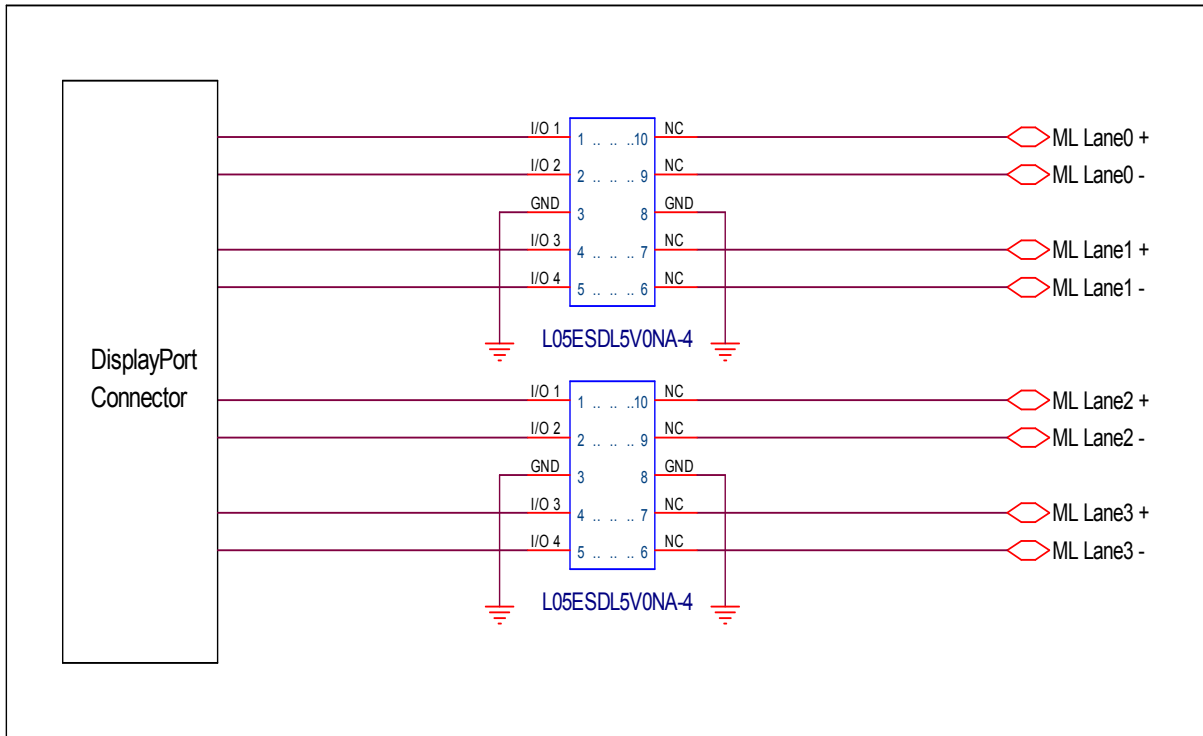 I/O 1 1 .. .. ..10 NC ML Lane0 +
I/O 2 2 .. .. .. 9 NC ML Lane0 -
GND 3 8 GND
I/O 3 4 .. .. .. 7 NC ML Lane1 +
I/O 4 5 .. .. .. 6 NC ML Lane1 -
L05ESDL5V0NA-4
DisplayPort
Connector
I/O 1 1 .. .. ..10 NC ML Lane2 +
I/O 2 2 .. .. .. 9 NC ML Lane2 -
GND 3 8 GND
I/O 3 4 .. .. .. 7 NC ML Lane3 +
I/O 4 5 .. .. .. 6 NC ML Lane3 -
L05ESDL5V0NA-4